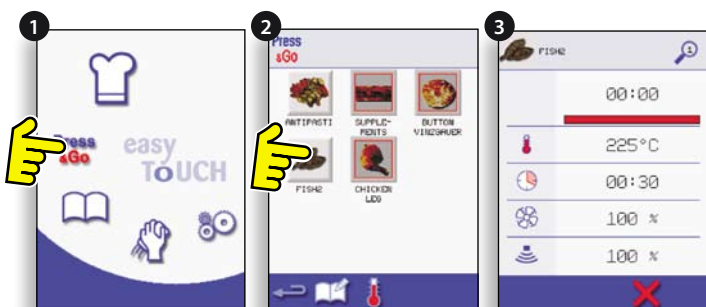 1
Press
&Go
easy
TOUCH
2
Press
&Go
ANTIPASTI
SUPPLE-
MENTS
BUTTON
VINZGAUER
FISH2
CHICKEN
LEG
3
FISH2
1
00:00
225°C
00:30
100 %
100 %